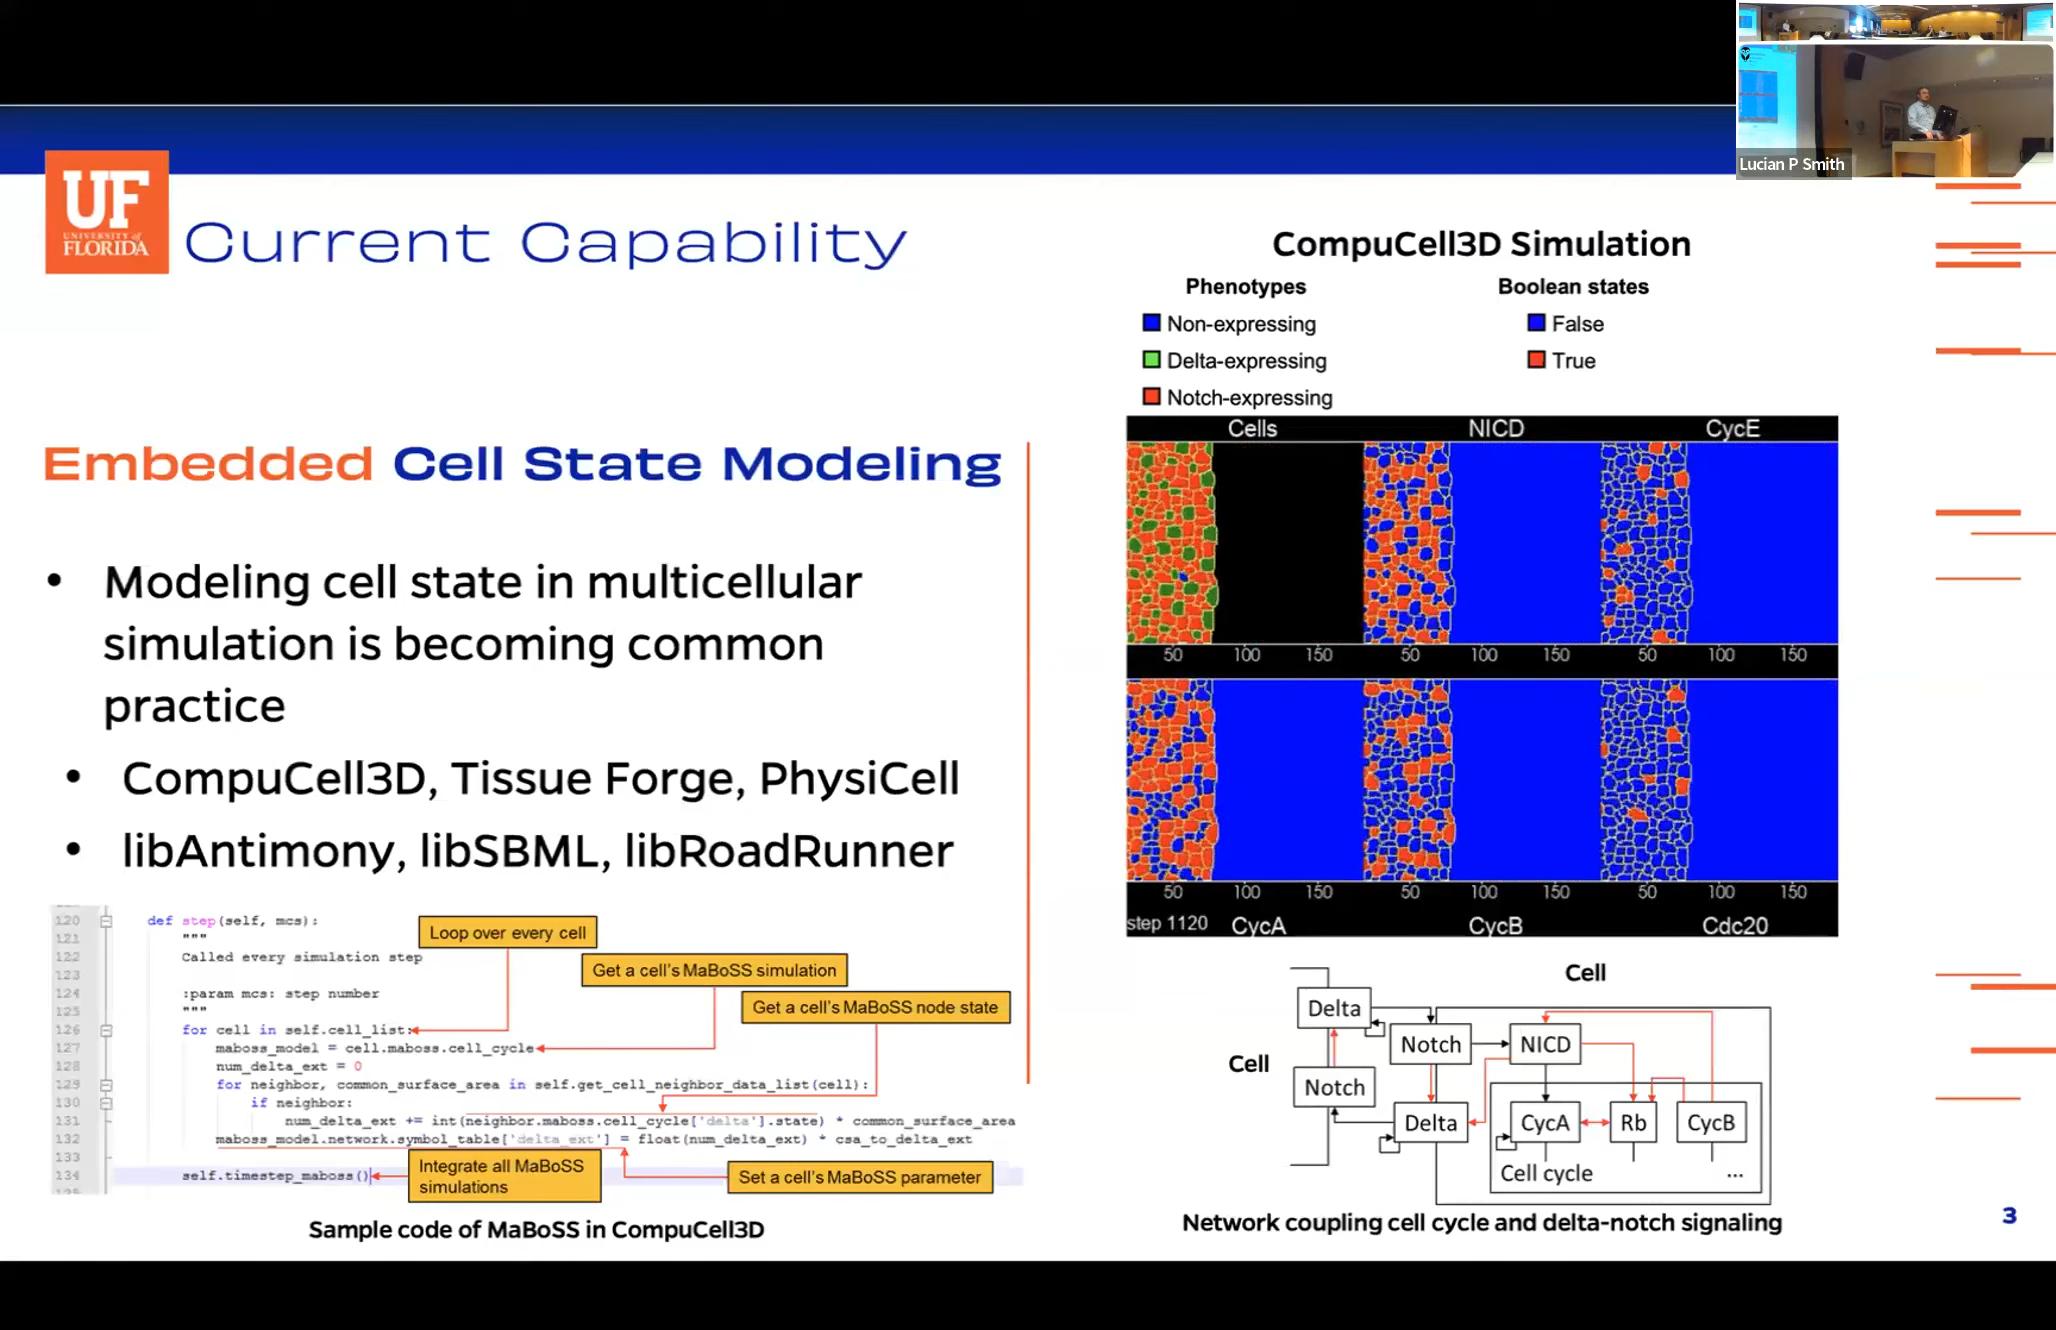 Lucian P Smith
UF
UNIVERSITY of
FLORIDA
Current Capability
Embedded Cell State Modeling
• Modeling cell state in multicellular
simulation is becoming common
practice
• CompuCell3D, Tissue Forge, PhysiCell
• libAntimony, libSBML, libRoadRunner
120 def step(self, mcs):
121 """
122 Called every simulation step
123
124 :param mcs: step number
125 """
126 for cell in self.cell_list:
127 maboss_model = cell.maboss.cell_cycle
128 num_delta_ext = 0
129 for neighbor, common_surface_area in self.get_cell_neighbor_data_list(cell):
130 if neighbor:
131 num_delta_ext += int(neighbor.maboss.cell_cycle['delta'].state) * common_surface_area
132 maboss_model.network.symbol_table['delta_ext'] = float(num_delta_ext) * csa_to_delta_ext
133
134 self.timestep_maboss()
Loop over every cell
Get a cell's MaBoSS simulation
Get a cell's MaBoSS node state
Integrate all MaBoSS
simulations
Set a cell's MaBoSS parameter
Sample code of MaBoSS in CompuCell3D
CompuCell3D Simulation
Phenotypes
Non-expressing
Delta-expressing
Notch-expressing
Boolean states
False
True
Cells NICD CycE
50 100 150 50 100 150 50 100 150
50 100 150 50 100 150 50 100 150
step 1120 CycA CycB Cdc20
Cell
Delta
Notch NICD
Cell
Notch
Delta CycA Rb CycB
Cell cycle ...
Network coupling cell cycle and delta-notch signaling
3